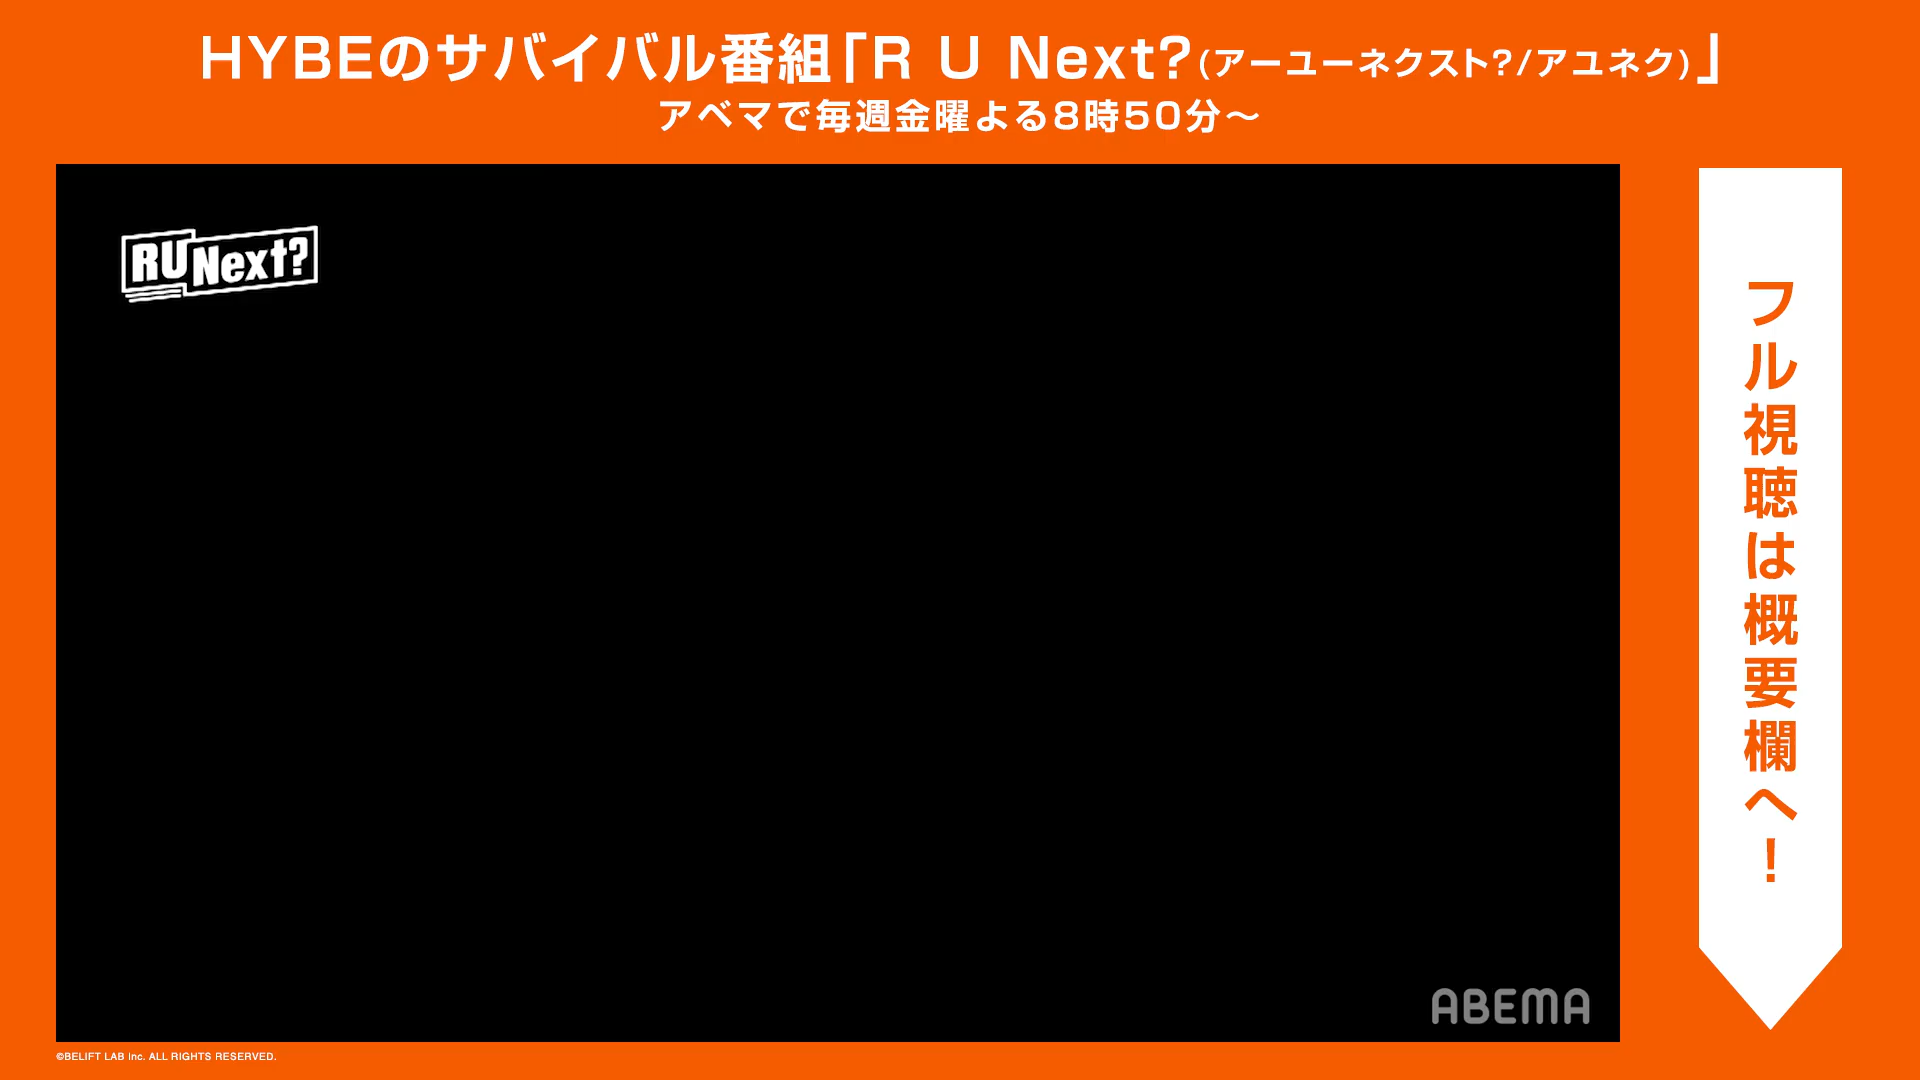 HYBEのサバイバル番組「R U Next?(アーユーネクスト?/アユネク)」
アベマで毎週金曜よる8時50分〜
RU Next?
フル視聴は概要欄へ!
ABEMA
©BELIFT LAB Inc. ALL RIGHTS RESERVED.